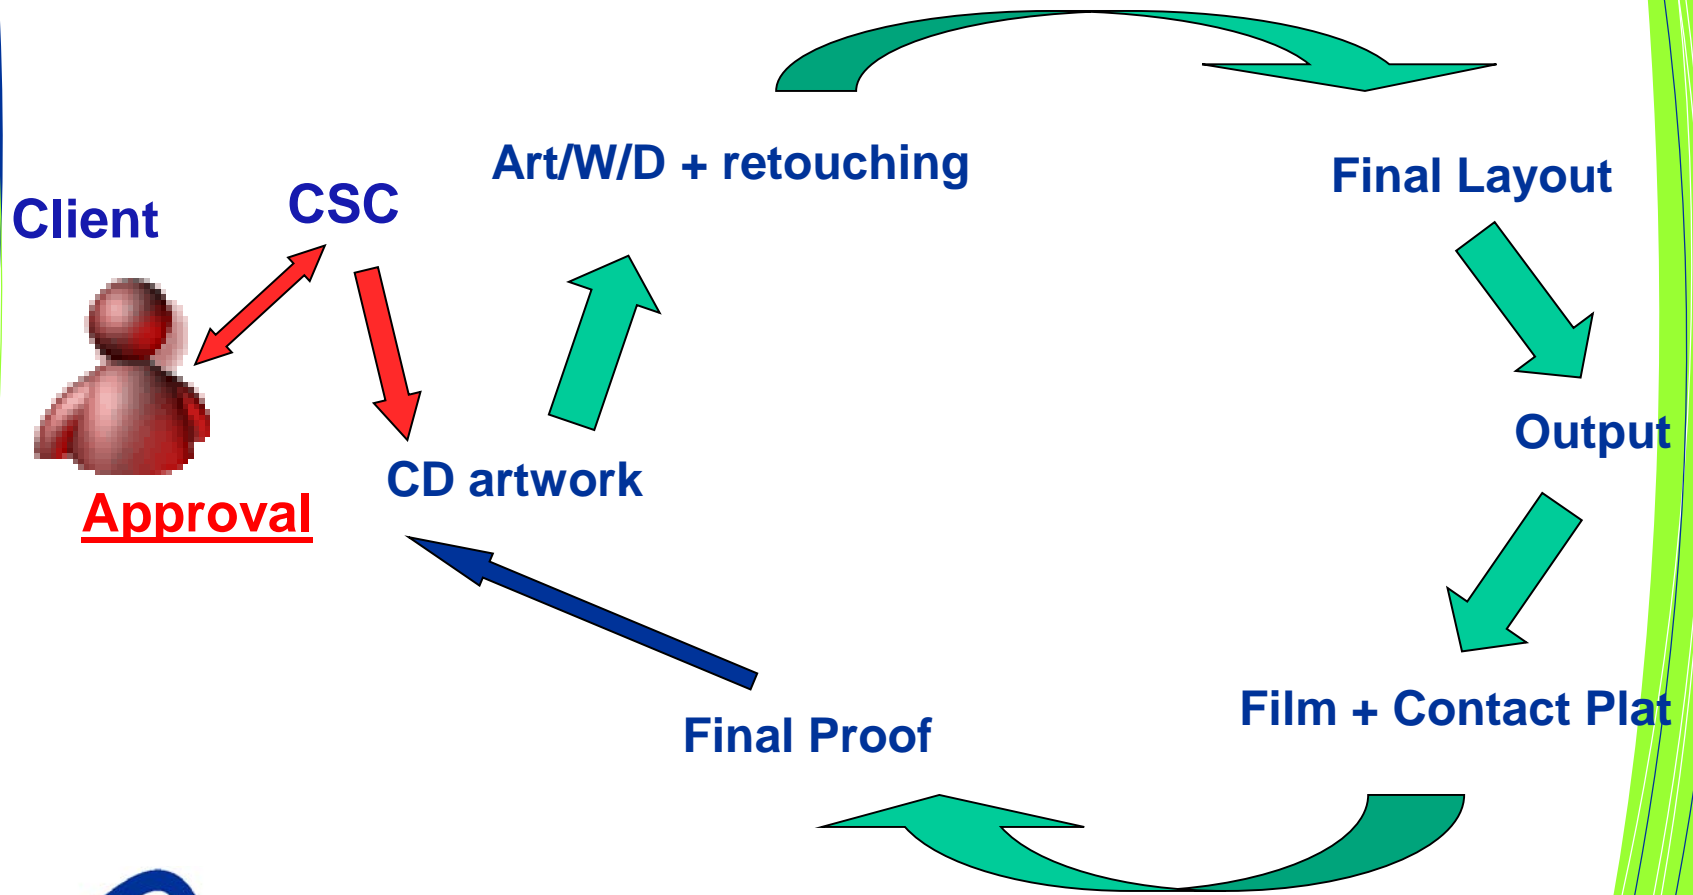 Art/W/D + retouching
Final Layout
Client
CSC
Output
CD artwork
Approval
Film + Contact Plat
Final Proof